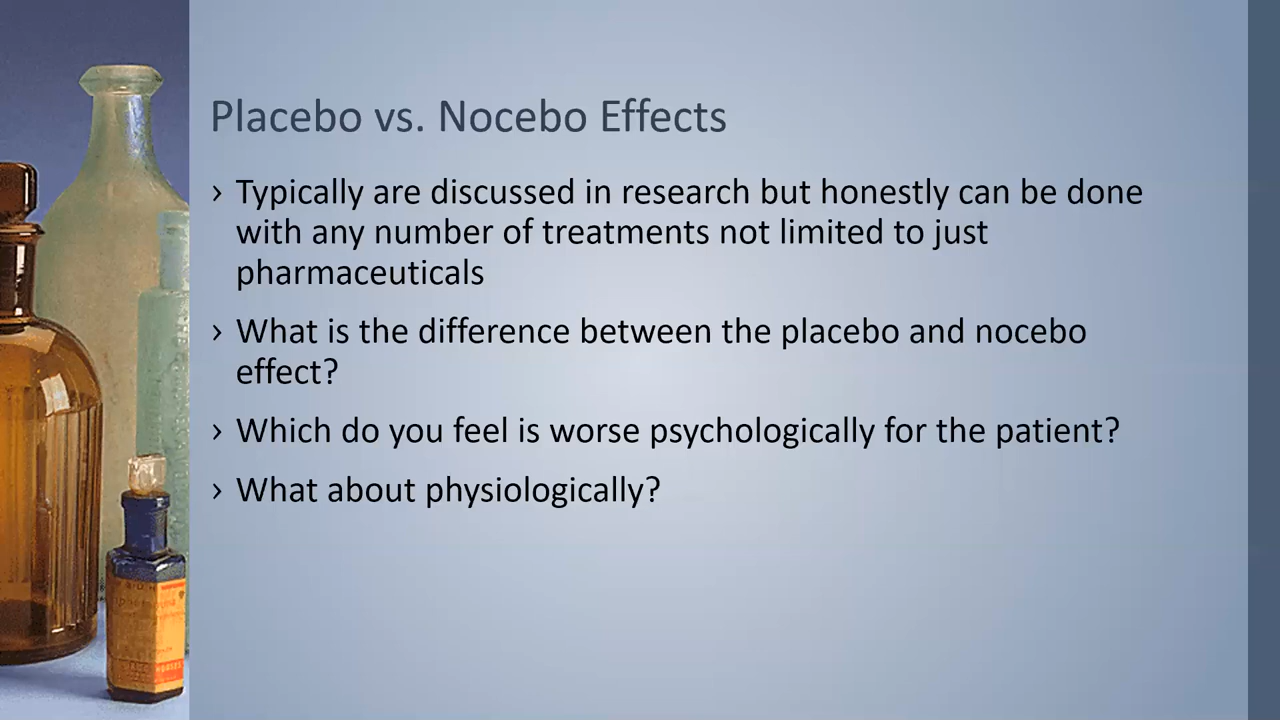 Placebo vs. Nocebo Effects
› Typically are discussed in research but honestly can be done
with any number of treatments not limited to just
pharmaceuticals
› What is the difference between the placebo and nocebo
effect?
› Which do you feel is worse psychologically for the patient?
› What about physiologically?